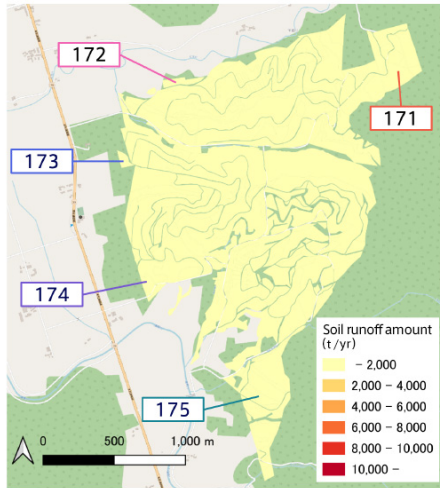 172
171
173
174
175
Soil runoff amount
(t/yr)
– 2,000
2,000 – 4,000
4,000 – 6,000
6,000 – 8,000
8,000 – 10,000
10,000 –
0 500 1,000 m